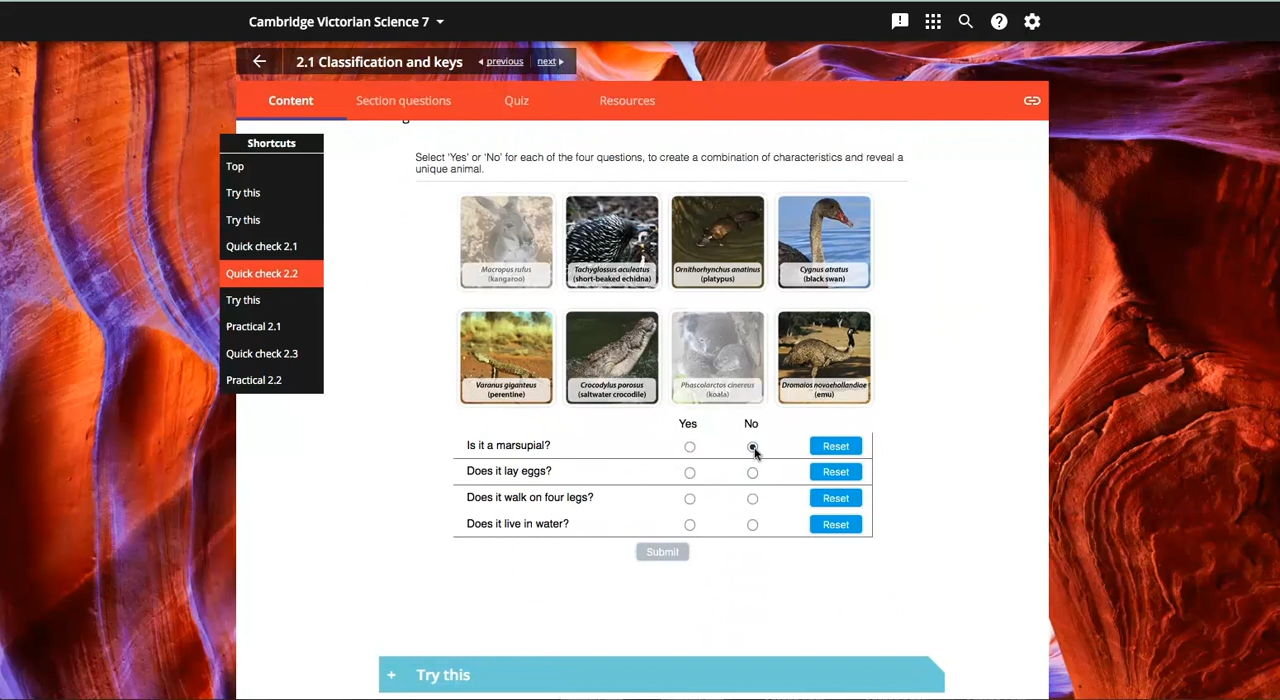 Cambridge Victorian Science 7
2.1 Classification and keys
previous
next
Content
Section questions
Quiz
Resources
Shortcuts
Top
Try this
Try this
Quick check 2.1
Quick check 2.2
Try this
Practical 2.1
Quick check 2.3
Practical 2.2
Select 'Yes' or 'No' for each of the four questions, to create a combination of characteristics and reveal a
unique animal.
Macropus rufus
(kangaroo)
Tachyglossus aculeatus
(short-beaked echidna)
Ornithorhynchus anatinus
(platypus)
Cygnus atratus
(black swan)
Varanus giganteus
(perentine)
Crocodylus porosus
(saltwater crocodile)
Phascolarctos cinereus
(koala)
Dromaios novaehollandiae
(emu)
Yes No
Is it a marsupial? Reset
Does it lay eggs? Reset
Does it walk on four legs? Reset
Does it live in water? Reset
Submit
+ Try this